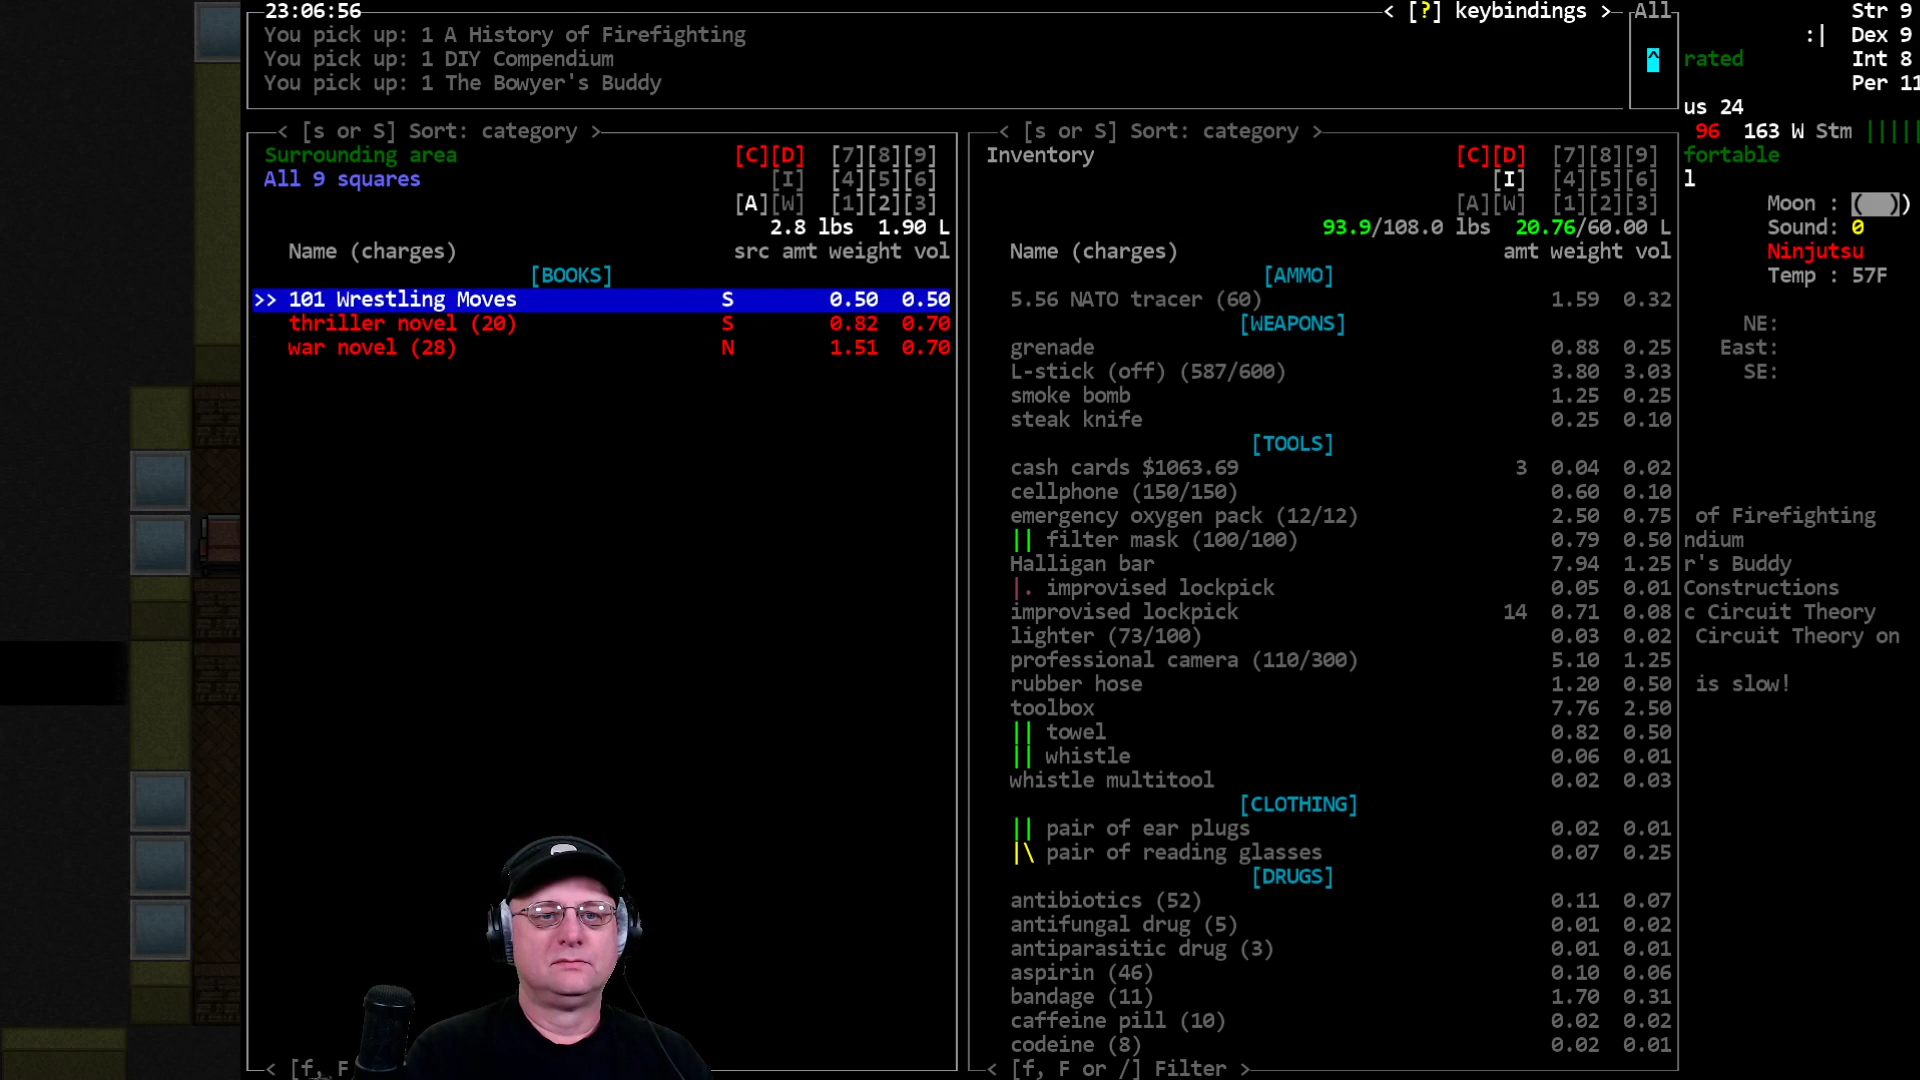 23:06:56
< [?] keybindings >
All
Str 9
You pick up: 1 A History of Firefighting
:| Dex 9
You pick up: 1 DIY Compendium
^
rated Int 8
You pick up: 1 The Bowyer's Buddy
Per 11
us 24
< [s or S] Sort: category >
< [s or S] Sort: category >
96 163 W Stm |||||
Surrounding area [C][D] [7][8][9]
Inventory [C][D] [7][8][9]
fortable
All 9 squares [I] [4][5][6]
[I] [4][5][6]
l
[A][W] [1][2][3]
[A][W] [1][2][3]
Moon : ( ))
2.8 lbs 1.90 L
93.9/108.0 lbs 20.76/60.00 L
Sound: 0
Name (charges) src amt weight vol
Name (charges) amt weight vol
Ninjutsu
[BOOKS]
[AMMO]
Temp : 57F
>> 101 Wrestling Moves S 0.50 0.50
5.56 NATO tracer (60) 1.59 0.32
thriller novel (20) S 0.82 0.70
[WEAPONS]
NE:
war novel (28) N 1.51 0.70
grenade 0.88 0.25
East:
L-stick (off) (587/600) 3.80 3.03
SE:
smoke bomb 1.25 0.25
steak knife 0.25 0.10
[TOOLS]
cash cards $1063.69 3 0.04 0.02
cellphone (150/150) 0.60 0.10
emergency oxygen pack (12/12) 2.50 0.75
of Firefighting
|| filter mask (100/100) 0.79 0.50
ndium
Halligan bar 7.94 1.25
r's Buddy
|. improvised lockpick 0.05 0.01
Constructions
improvised lockpick 14 0.71 0.08
c Circuit Theory
lighter (73/100) 0.03 0.02
Circuit Theory on
professional camera (110/300) 5.10 1.25
rubber hose 1.20 0.50
is slow!
toolbox 7.76 2.50
|| towel 0.82 0.50
|| whistle 0.06 0.01
whistle multitool 0.02 0.03
[CLOTHING]
|| pair of ear plugs 0.02 0.01
|\ pair of reading glasses 0.07 0.25
[DRUGS]
antibiotics (52) 0.11 0.07
antifungal drug (5) 0.01 0.02
antiparasitic drug (3) 0.01 0.01
aspirin (46) 0.10 0.06
bandage (11) 1.70 0.31
caffeine pill (10) 0.02 0.02
codeine (8) 0.02 0.01
< [f, F
< [f, F or /] Filter >